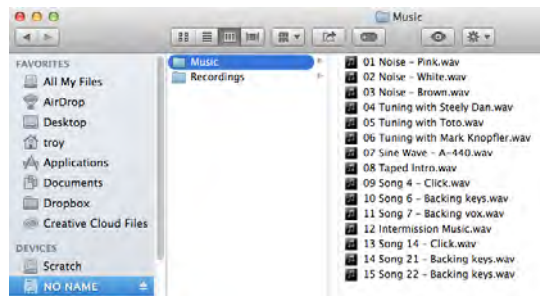 Music
FAVORITES
All My Files
AirDrop
Desktop
troy
Applications
Documents
Dropbox
Creative Cloud Files
DEVICES
Scratch
NO NAME
Music
Recordings
01 Noise - Pink.wav
02 Noise - White.wav
03 Noise - Brown.wav
04 Tuning with Steely Dan.wav
05 Tuning with Toto.wav
06 Tuning with Mark Knopfler.wav
07 Sine Wave - A-440.wav
08 Taped Intro.wav
09 Song 4 - Click.wav
10 Song 6 - Backing keys.wav
11 Song 7 - Backing vox.wav
12 Intermission Music.wav
13 Song 14 - Click.wav
14 Song 21 - Backing keys.wav
15 Song 22 - Backing keys.wav